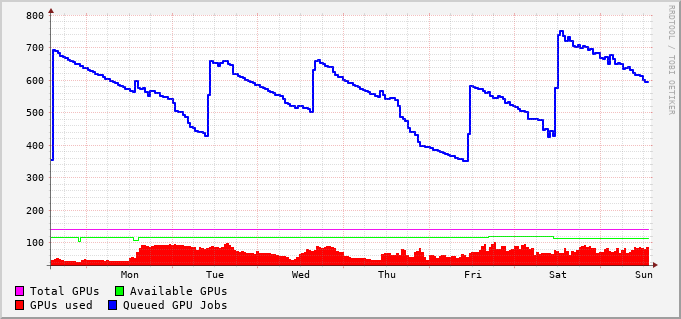 800
700
600
500
400
300
200
100
Mon Tue Wed Thu Fri Sat Sun
RRDTOOL / TOBI OETIKER
Total GPUs Available GPUs
GPUs used Queued GPU Jobs